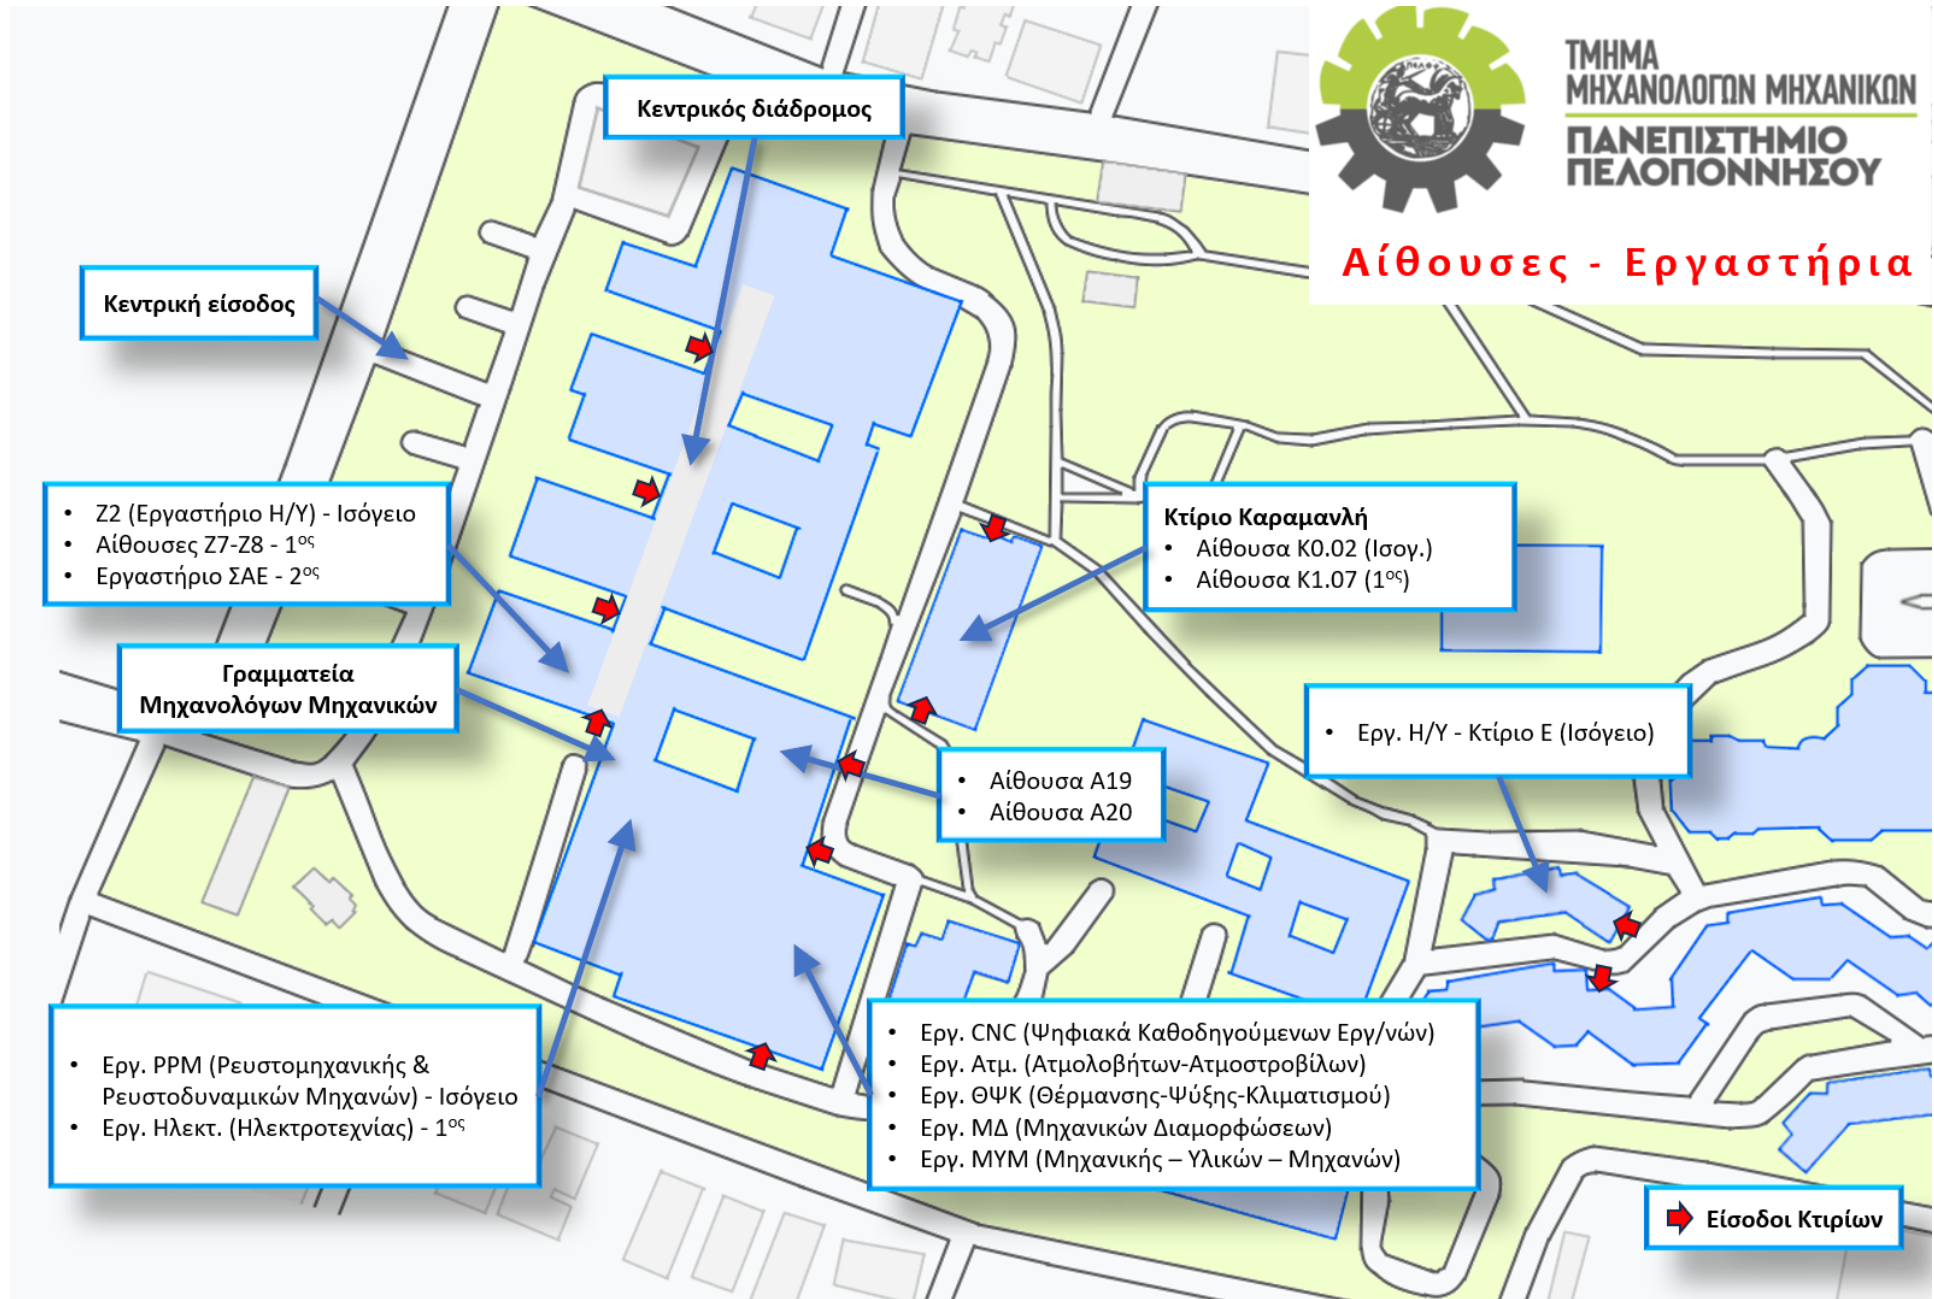 ΤΜΗΜΑ
ΜΗΧΑΝΟΛΟΓΩΝ ΜΗΧΑΝΙΚΩΝ
ΠΑΝΕΠΙΣΤΗΜΙΟ
ΠΕΛΟΠΟΝΝΗΣΟΥ
Αίθουσες - Εργαστήρια
Κεντρικός διάδρομος
Κεντρική είσοδος
• Ζ2 (Εργαστήριο Η/Υ) - Ισόγειο
• Αίθουσες Ζ7-Ζ8 - 1ος
• Εργαστήριο ΣΑΕ - 2ος
Κτίριο Καραμανλή
• Αίθουσα Κ0.02 (Ισογ.)
• Αίθουσα Κ1.07 (1ος)
Γραμματεία
Μηχανολόγων Μηχανικών
• Εργ. Η/Υ - Κτίριο Ε (Ισόγειο)
• Αίθουσα Α19
• Αίθουσα Α20
• Εργ. ΡΡΜ (Ρευστομηχανικής &
Ρευστοδυναμικών Μηχανών) - Ισόγειο
• Εργ. Ηλεκτ. (Ηλεκτροτεχνίας) - 1ος
• Εργ. CNC (Ψηφιακά Καθοδηγούμενων Εργ/νών)
• Εργ. Ατμ. (Ατμολοβήτων-Ατμοστροβίλων)
• Εργ. ΘΨΚ (Θέρμανσης-Ψύξης-Κλιματισμού)
• Εργ. ΜΔ (Μηχανικών Διαμορφώσεων)
• Εργ. ΜΥΜ (Μηχανικής – Υλικών – Μηχανών)
Είσοδοι Κτιρίων